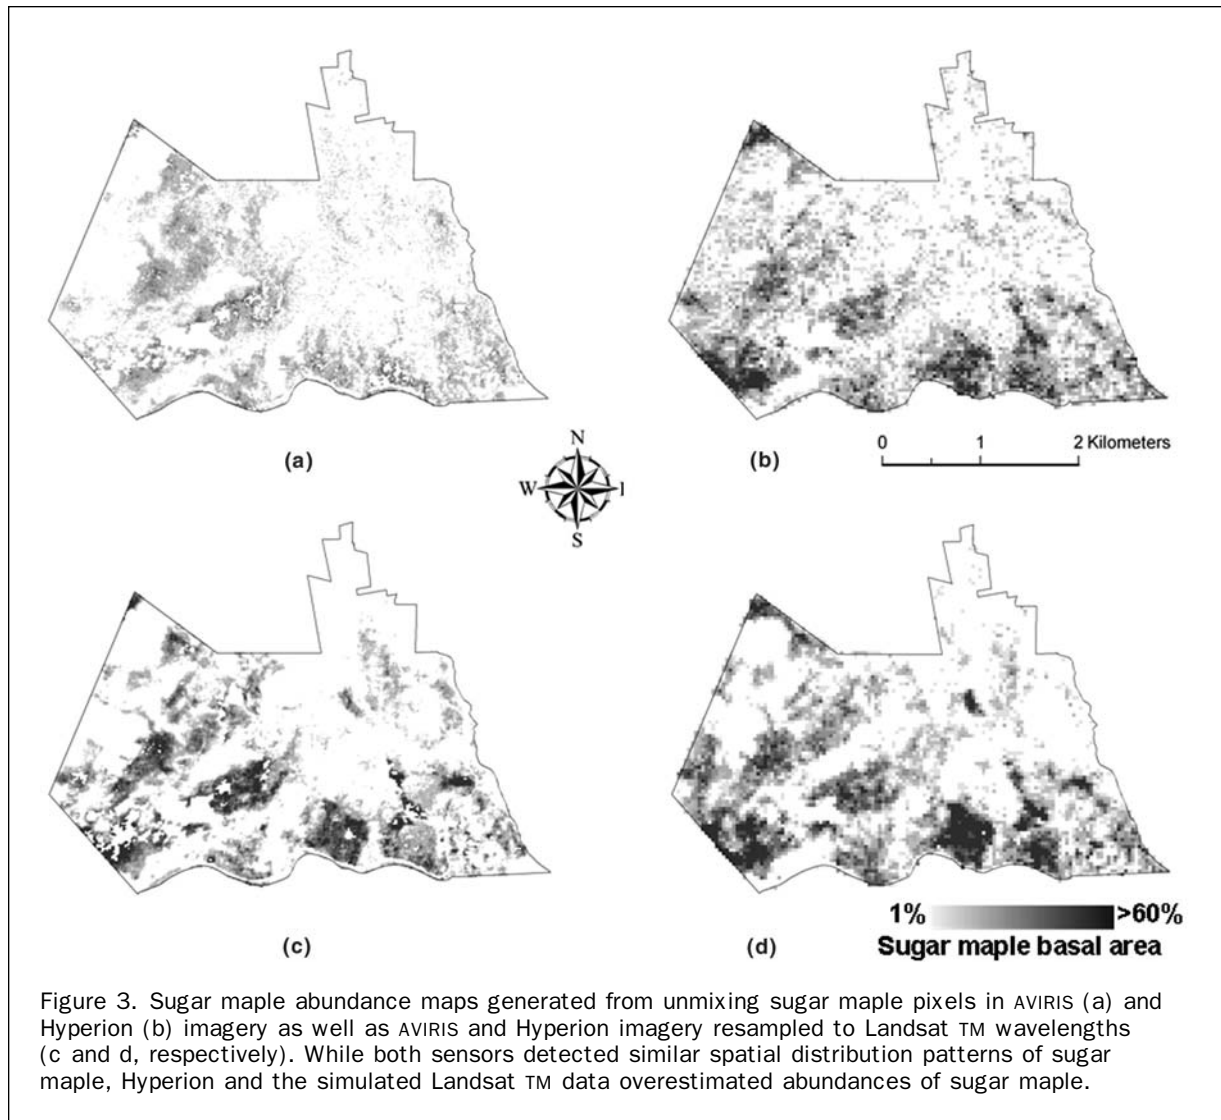 (a)
(b)
0 1 2 Kilometers
N
W
S
(c)
(d)
1% >60%
Sugar maple basal area
Figure 3. Sugar maple abundance maps generated from unmixing sugar maple pixels in AVIRIS (a) and
Hyperion (b) imagery as well as AVIRIS and Hyperion imagery resampled to Landsat TM wavelengths
(c and d, respectively). While both sensors detected similar spatial distribution patterns of sugar
maple, Hyperion and the simulated Landsat TM data overestimated abundances of sugar maple.